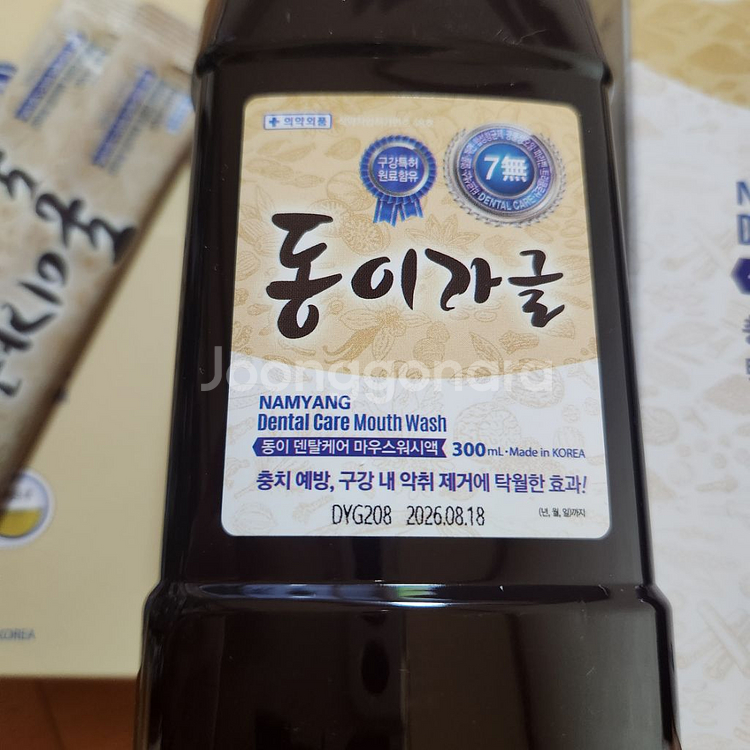 의약외품
구강특허
원료함유
7無
DENTAL CARE
동이가글
Joonggonara
NAMYANG
Dental Care Mouth Wash
동이 덴탈케어 마우스워시액 300mL·Made in KOREA
충치 예방, 구강 내 악취 제거에 탁월한 효과!
DYG208 2026.08.18 (년, 월, 일)까지
KOREA